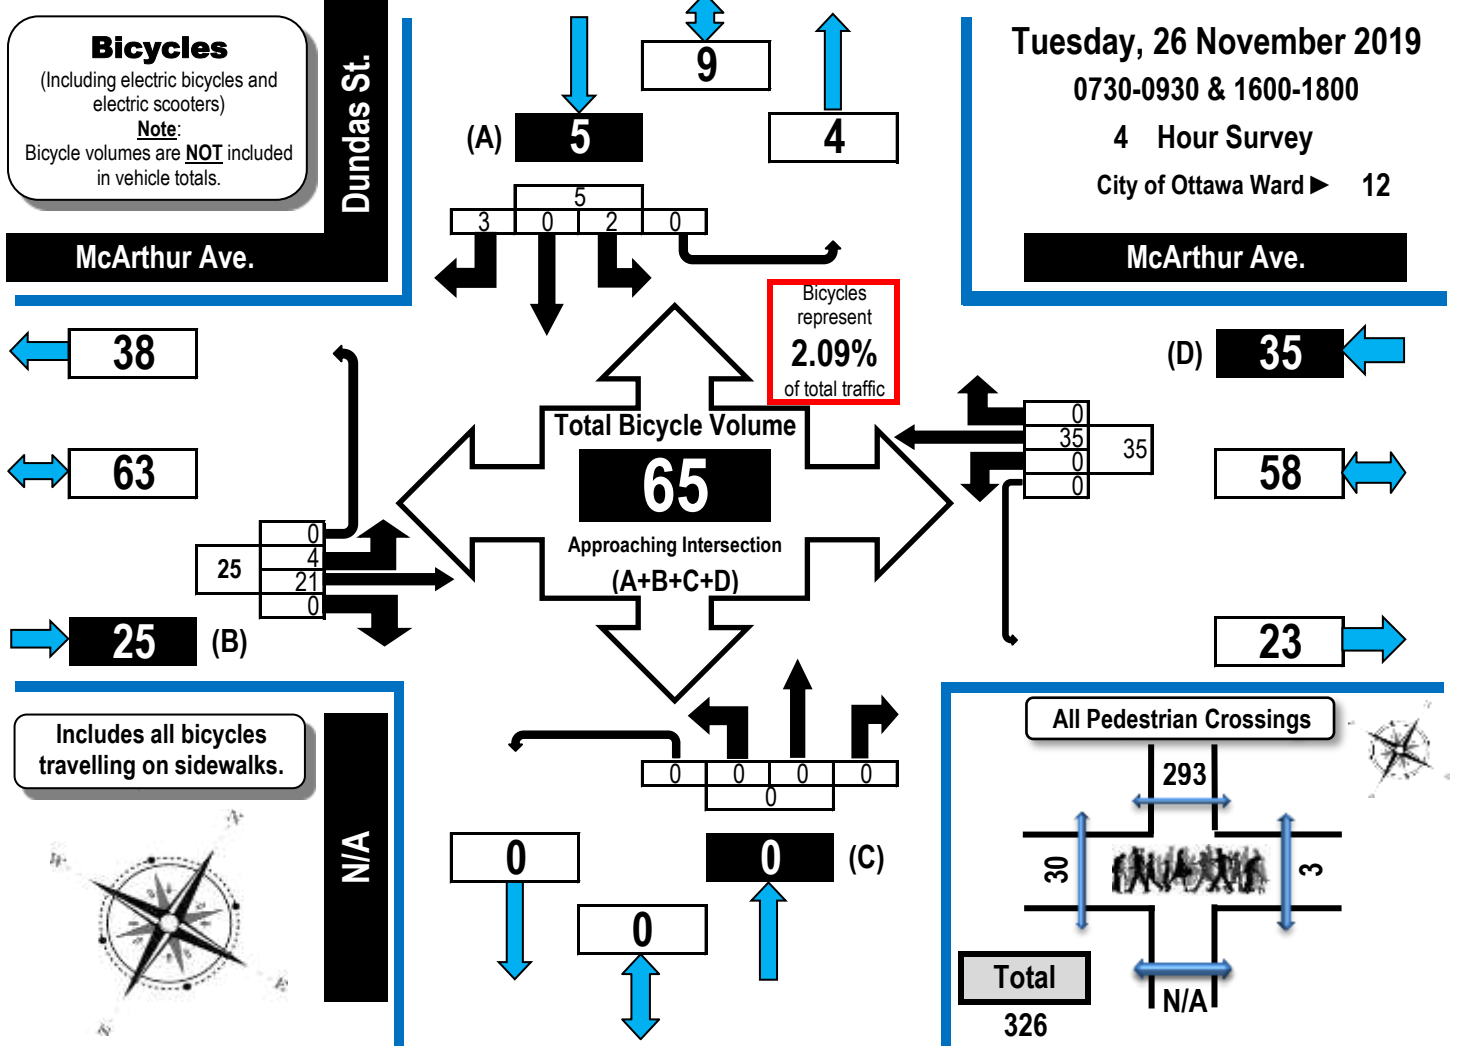 Bicycles
(Including electric bicycles and
electric scooters)
Note:
Bicycle volumes are NOT included
in vehicle totals.
Dundas St.
McArthur Ave.
9
(A) 5
4
5
3 0 2 0
Tuesday, 26 November 2019
0730-0930 & 1600-1800
4 Hour Survey
City of Ottawa Ward ► 12
McArthur Ave.
Bicycles
represent
2.09%
of total traffic
38
63
0
4
21
0
25
25 (B)
Total Bicycle Volume
65
Approaching Intersection
(A+B+C+D)
(D) 35
0
35
0
0
35
58
23
Includes all bicycles
travelling on sidewalks.
N/A
0 0 0 0
0
0
0 (C)
0
All Pedestrian Crossings
293
30
3
N/A
Total
326